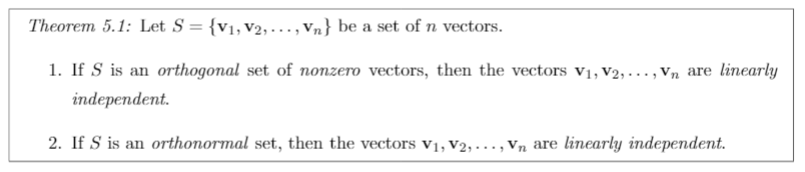 Theorem 5.1: Let S = {v₁, v₂, . . . , vₙ} be a set of n vectors.
1. If S is an orthogonal set of nonzero vectors, then the vectors v₁, v₂, . . . , vₙ are linearly
independent.
2. If S is an orthonormal set, then the vectors v₁, v₂, . . . , vₙ are linearly independent.